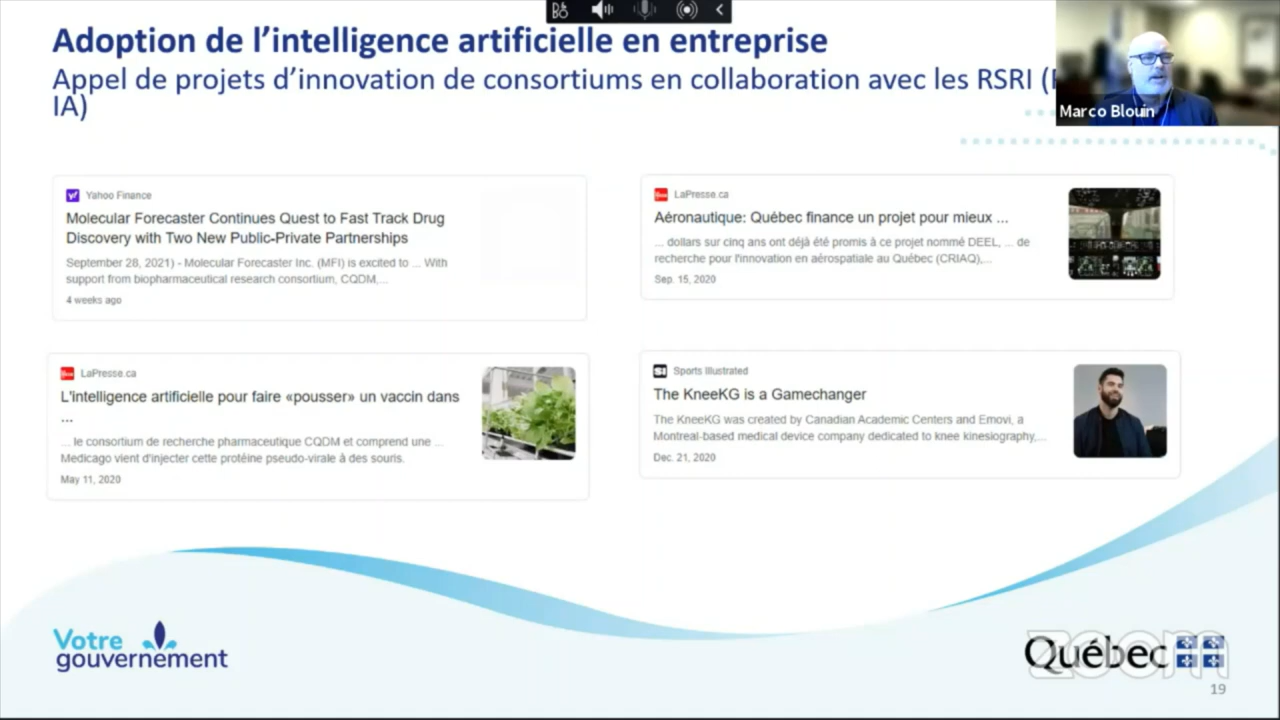 Adoption de l’intelligence artificielle en entreprise
Appel de projets d’innovation de consortiums en collaboration avec les RSRI (
IA)
Marco Blouin
Yahoo Finance
Molecular Forecaster Continues Quest to Fast Track Drug
Discovery with Two New Public-Private Partnerships
September 28, 2021) - Molecular Forecaster Inc. (MFI) is excited to ... With
support from biopharmaceutical research consortium, CQDM,...
4 weeks ago
LaPresse.ca
Aéronautique: Québec finance un projet pour mieux ...
... dollars sur cinq ans ont déjà été promis à ce projet nommé DEEL, ... de
recherche pour l'innovation en aérospatiale au Québec (CRIAQ),...
Sep. 15, 2020
LaPresse.ca
L'intelligence artificielle pour faire «pousser» un vaccin dans
...
... le consortium de recherche pharmaceutique CQDM et comprend une ...
Medicago vient d'injecter cette protéine pseudo-virale à des souris.
May 11, 2020
SI Sports Illustrated
The KneeKG is a Gamechanger
The KneeKG was created by Canadian Academic Centers and Emovi, a
Montreal-based medical device company dedicated to knee kinesiography,...
Dec. 21, 2020
Votre
gouvernement
Québec
zoom
19